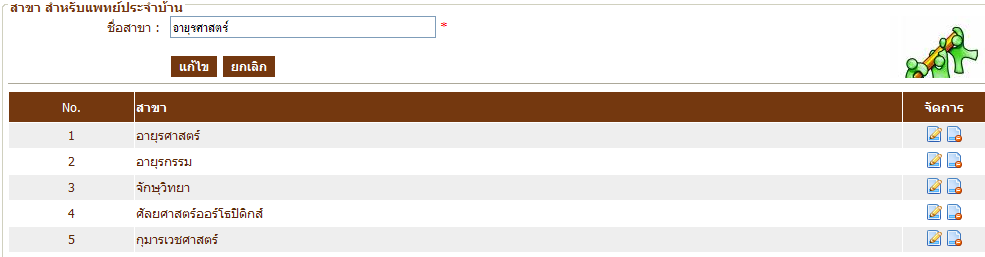 สาขา สำหรับแพทย์ประจำบ้าน
ชื่อสาขา : อายุรศาสตร์ *
แก้ไข ยกเลิก
No. สาขา จัดการ
1 อายุรศาสตร์
2 อายุรกรรม
3 จักษุวิทยา
4 ศัลยศาสตร์ออร์โธปิดิกส์
5 กุมารเวชศาสตร์